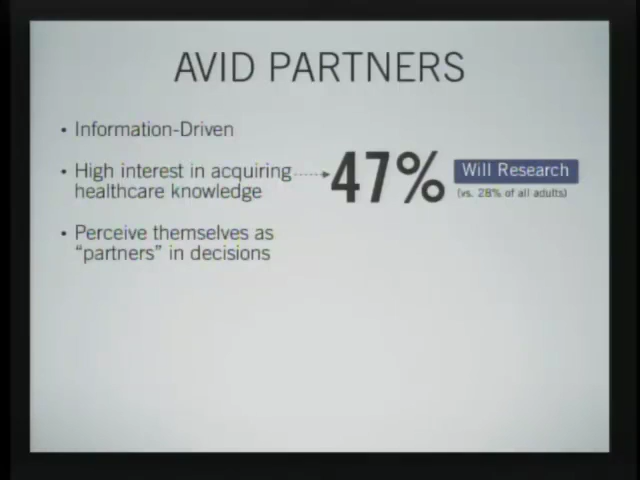 AVID PARTNERS
• Information-Driven
• High interest in acquiring
healthcare knowledge
47%
Will Research
(vs. 28% of all adults)
• Perceive themselves as
"partners" in decisions